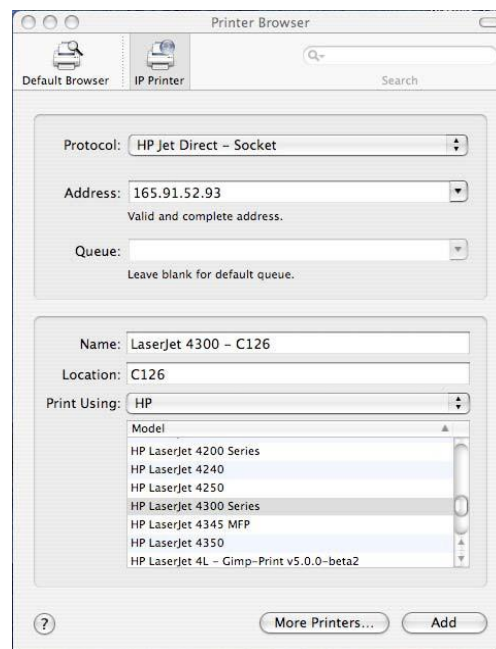 Printer Browser
Default Browser
IP Printer
Search
Protocol: HP Jet Direct – Socket
Address: 165.91.52.93
Valid and complete address.
Queue:
Leave blank for default queue.
Name: LaserJet 4300 – C126
Location: C126
Print Using: HP
Model
HP LaserJet 4200 Series
HP LaserJet 4240
HP LaserJet 4250
HP LaserJet 4300 Series
HP LaserJet 4345 MFP
HP LaserJet 4350
HP LaserJet 4L – Gimp-Print v5.0.0-beta2
?
More Printers...
Add